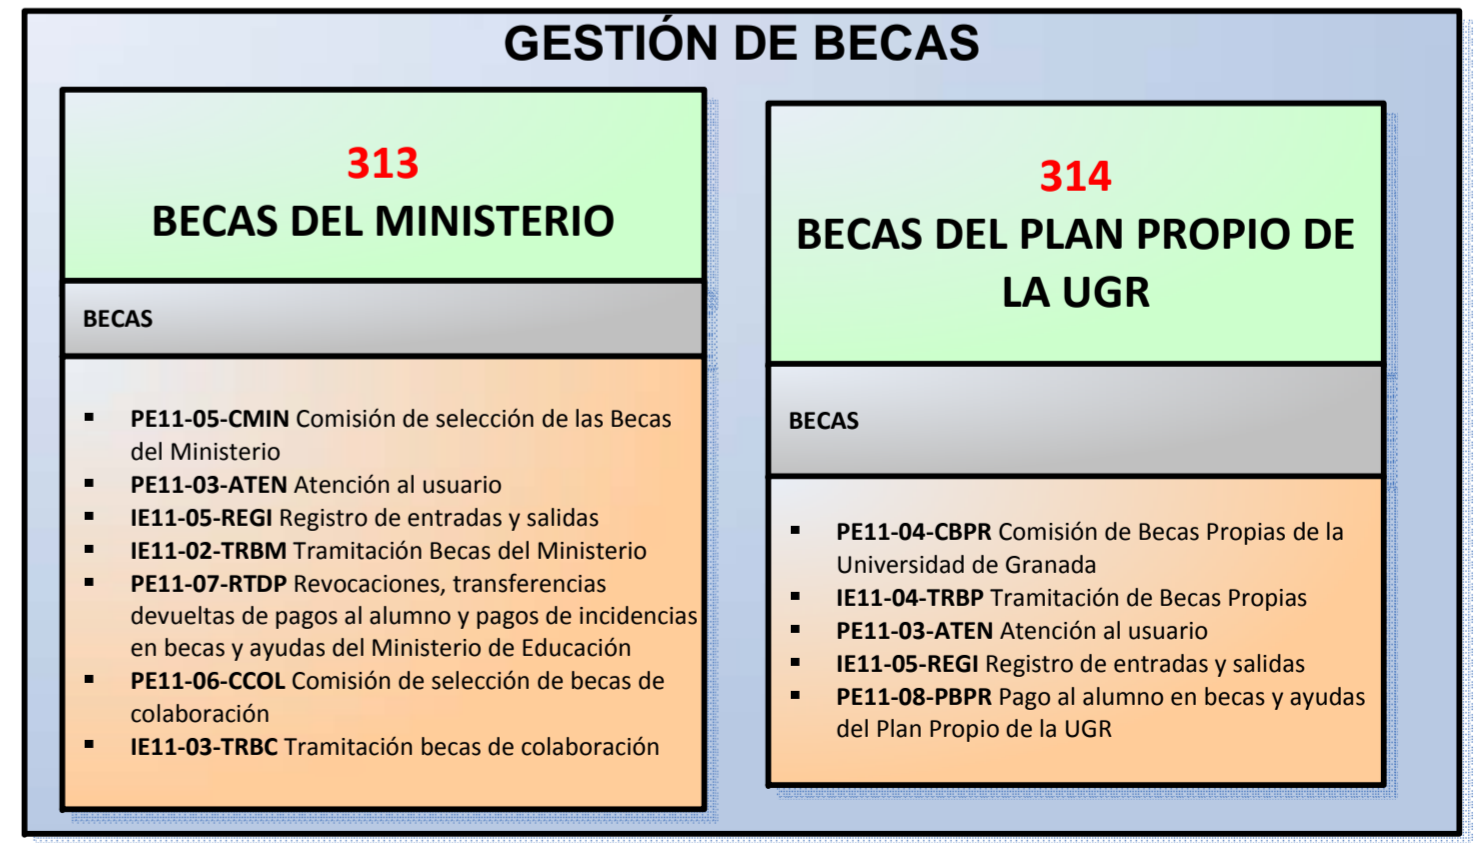 GESTIÓN DE BECAS
313
BECAS DEL MINISTERIO
BECAS
▪ PE11-05-CMIN Comisión de selección de las Becas
del Ministerio
▪ PE11-03-ATEN Atención al usuario
▪ IE11-05-REGI Registro de entradas y salidas
▪ IE11-02-TRBM Tramitación Becas del Ministerio
▪ PE11-07-RTDP Revocaciones, transferencias
devueltas de pagos al alumno y pagos de incidencias
en becas y ayudas del Ministerio de Educación
▪ PE11-06-CCOL Comisión de selección de becas de
colaboración
▪ IE11-03-TRBC Tramitación becas de colaboración
314
BECAS DEL PLAN PROPIO DE
LA UGR
BECAS
▪ PE11-04-CBPR Comisión de Becas Propias de la
Universidad de Granada
▪ IE11-04-TRBP Tramitación de Becas Propias
▪ PE11-03-ATEN Atención al usuario
▪ IE11-05-REGI Registro de entradas y salidas
▪ PE11-08-PBPR Pago al alumno en becas y ayudas
del Plan Propio de la UGR